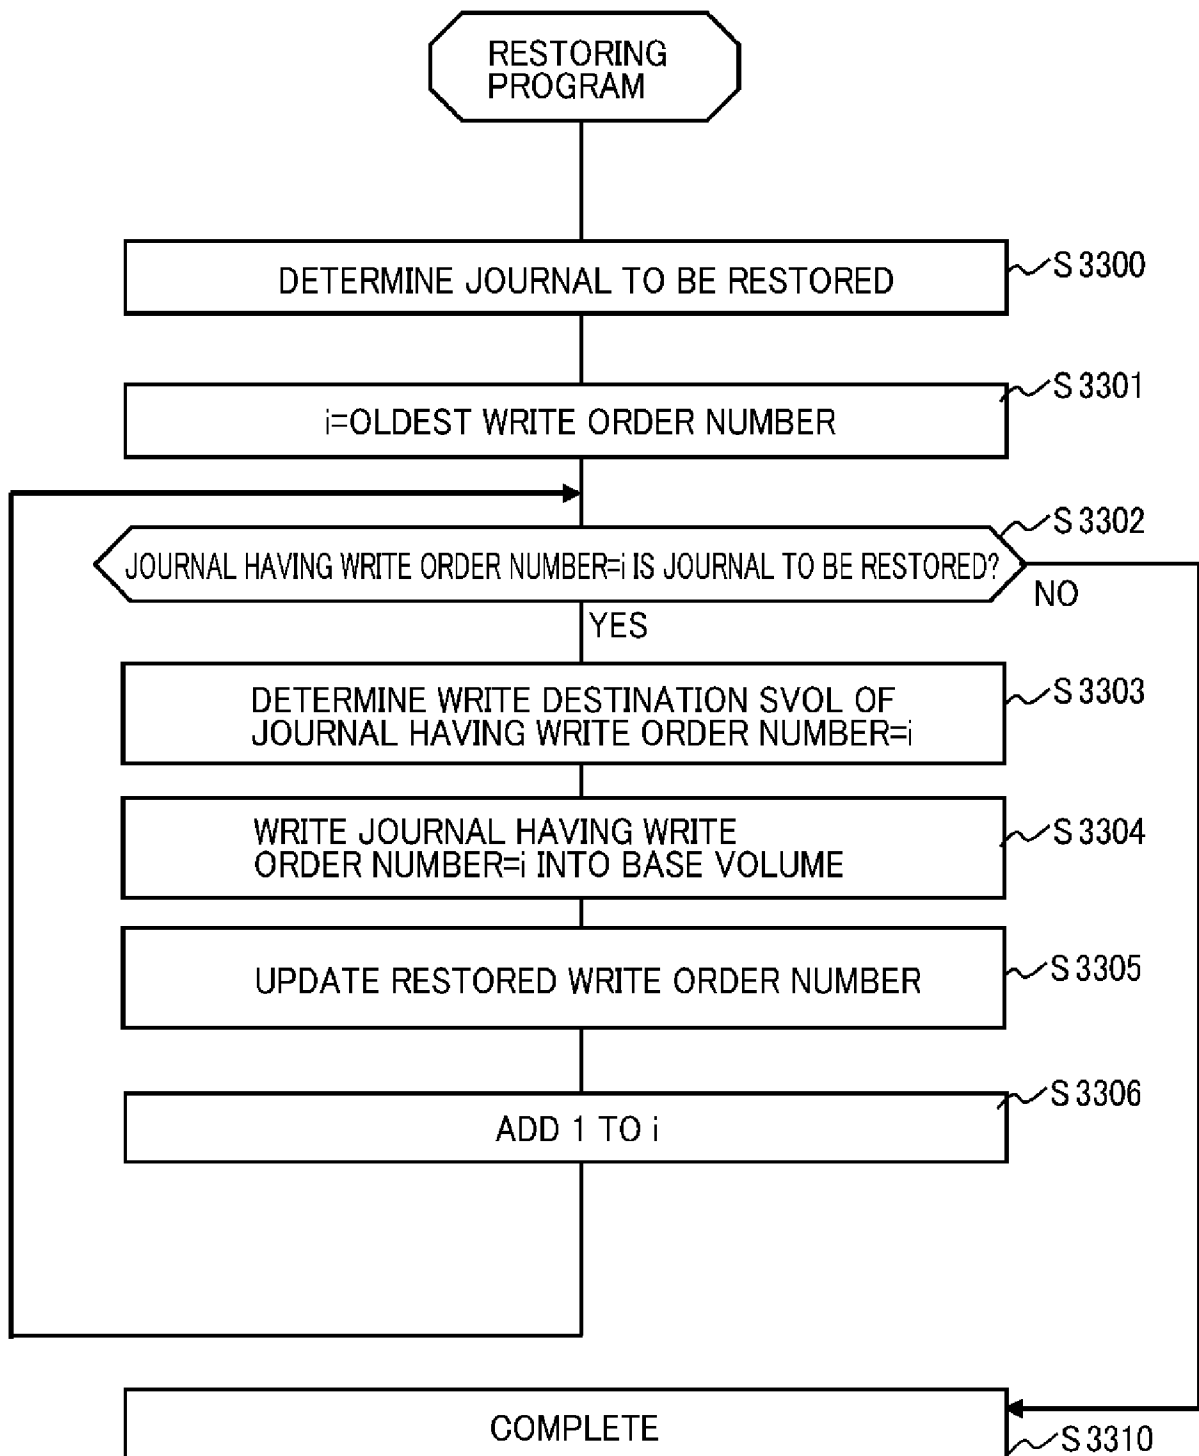 RESTORING
PROGRAM
DETERMINE JOURNAL TO BE RESTORED
S3300
i=OLDEST WRITE ORDER NUMBER
S3301
JOURNAL HAVING WRITE ORDER NUMBER=i IS JOURNAL TO BE RESTORED?
S3302
NO
YES
DETERMINE WRITE DESTINATION SVOL OF
JOURNAL HAVING WRITE ORDER NUMBER=i
S3303
WRITE JOURNAL HAVING WRITE
ORDER NUMBER=i INTO BASE VOLUME
S3304
UPDATE RESTORED WRITE ORDER NUMBER
S3305
ADD 1 TO i
S3306
COMPLETE
S3310